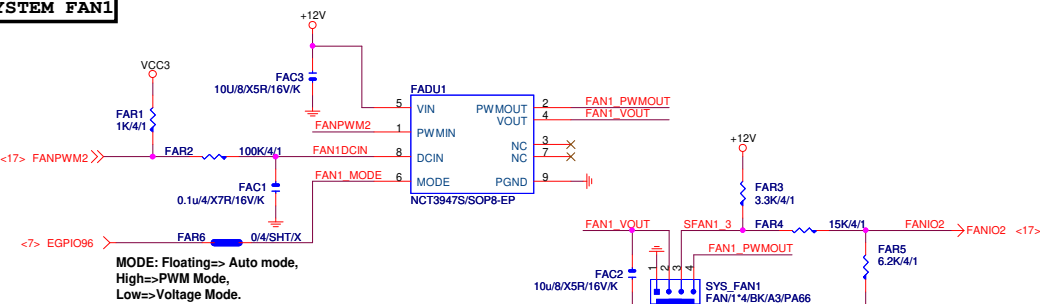 SYSTEM FAN1
+12V
VCC3
FAC3
10U/8/X5R/16V/K
FADU1
FAR1
1K/4/1
5 VIN
PWMOUT 2 FAN1_PWMOUT
VOUT 4 FAN1_VOUT
FANPWM2 1 PWMIN
NC 3
NC 7
<17> FANPWM2
FAR2 100K/4/1
FAN1DCIN 8 DCIN
FAN1_MODE 6 MODE
PGND 9
NCT3947S/SOP8-EP
FAC1
0.1u/4/X7R/16V/K
+12V
FAR3
3.3K/4/1
FAN1_VOUT
SFAN1_3
FAR4 15K/4/1
FANIO2
FANIO2 <17>
<7> EGPIO96
FAR6 0/4/SHT/X
FAN1_PWMOUT
FAR5
6.2K/4/1
MODE: Floating=> Auto mode,
High=>PWM Mode,
Low=>Voltage Mode.
FAC2
10u/8/X5R/16V/K
1 2 3 4
SYS_FAN1
FAN/1*4/BK/A3/PA66